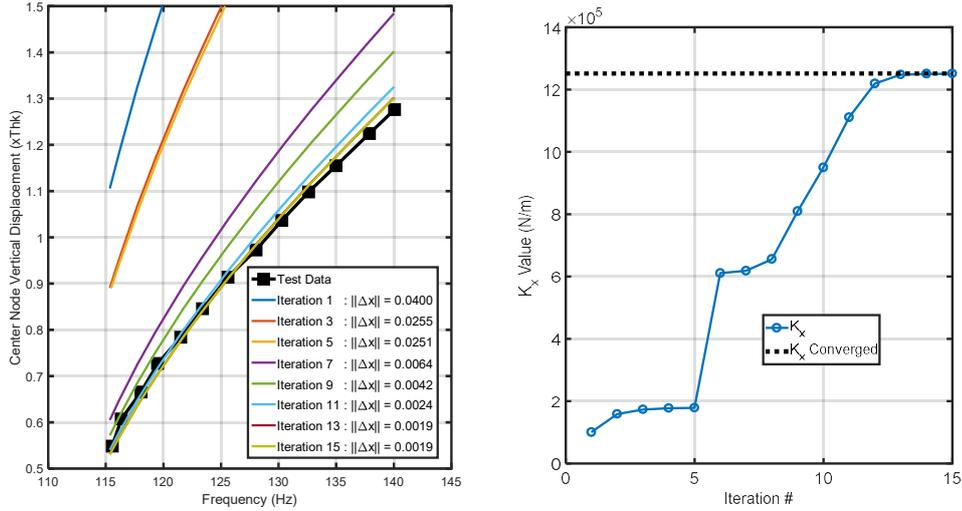 1.5
1.4
1.3
1.2
1.1
1
0.9
0.8
0.7
0.6
0.5
Center Node Vertical Displacement (xThk)
110 115 120 125 130 135 140 145
Frequency (Hz)
Test Data
Iteration 1 : ||Δx|| = 0.0400
Iteration 3 : ||Δx|| = 0.0255
Iteration 5 : ||Δx|| = 0.0251
Iteration 7 : ||Δx|| = 0.0064
Iteration 9 : ||Δx|| = 0.0042
Iteration 11 : ||Δx|| = 0.0024
Iteration 13 : ||Δx|| = 0.0019
Iteration 15 : ||Δx|| = 0.0019
×10⁵
14
12
10
8
6
4
2
0
Kₓ Value (N/m)
0 5 10 15
Iteration #
Kₓ
Kₓ Converged